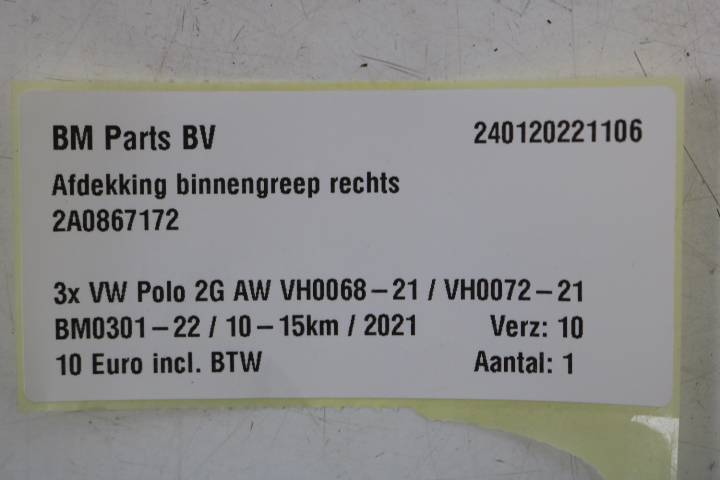 BM Parts BV 240120221106
Afdekking binnengreep rechts
2A0867172
3x VW Polo 2G AW VH0068-21 / VH0072-21
BM0301-22 / 10-15km / 2021 Verz: 10
10 Euro incl. BTW Aantal: 1